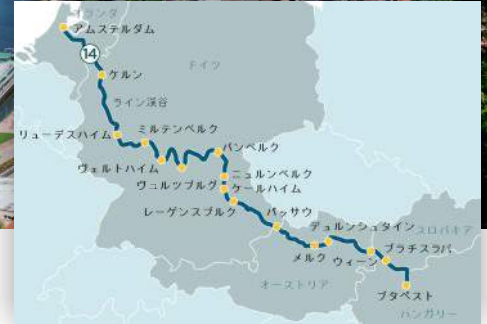 オランダ
アムステルダム
14
ケルン
ドイツ
ライン渓谷
リューデスハイム
ミルテンベルク
バンベルク
ヴェルトハイム
ヴュルツブルグ
ニュルンベルク
ケールハイム
レーゲンスブルク
パッサウ
デュルンシュタイン
スロバキア
メルク
ウィーン
ブラチスラバ
オーストリア
ブタペスト
ハンガリー